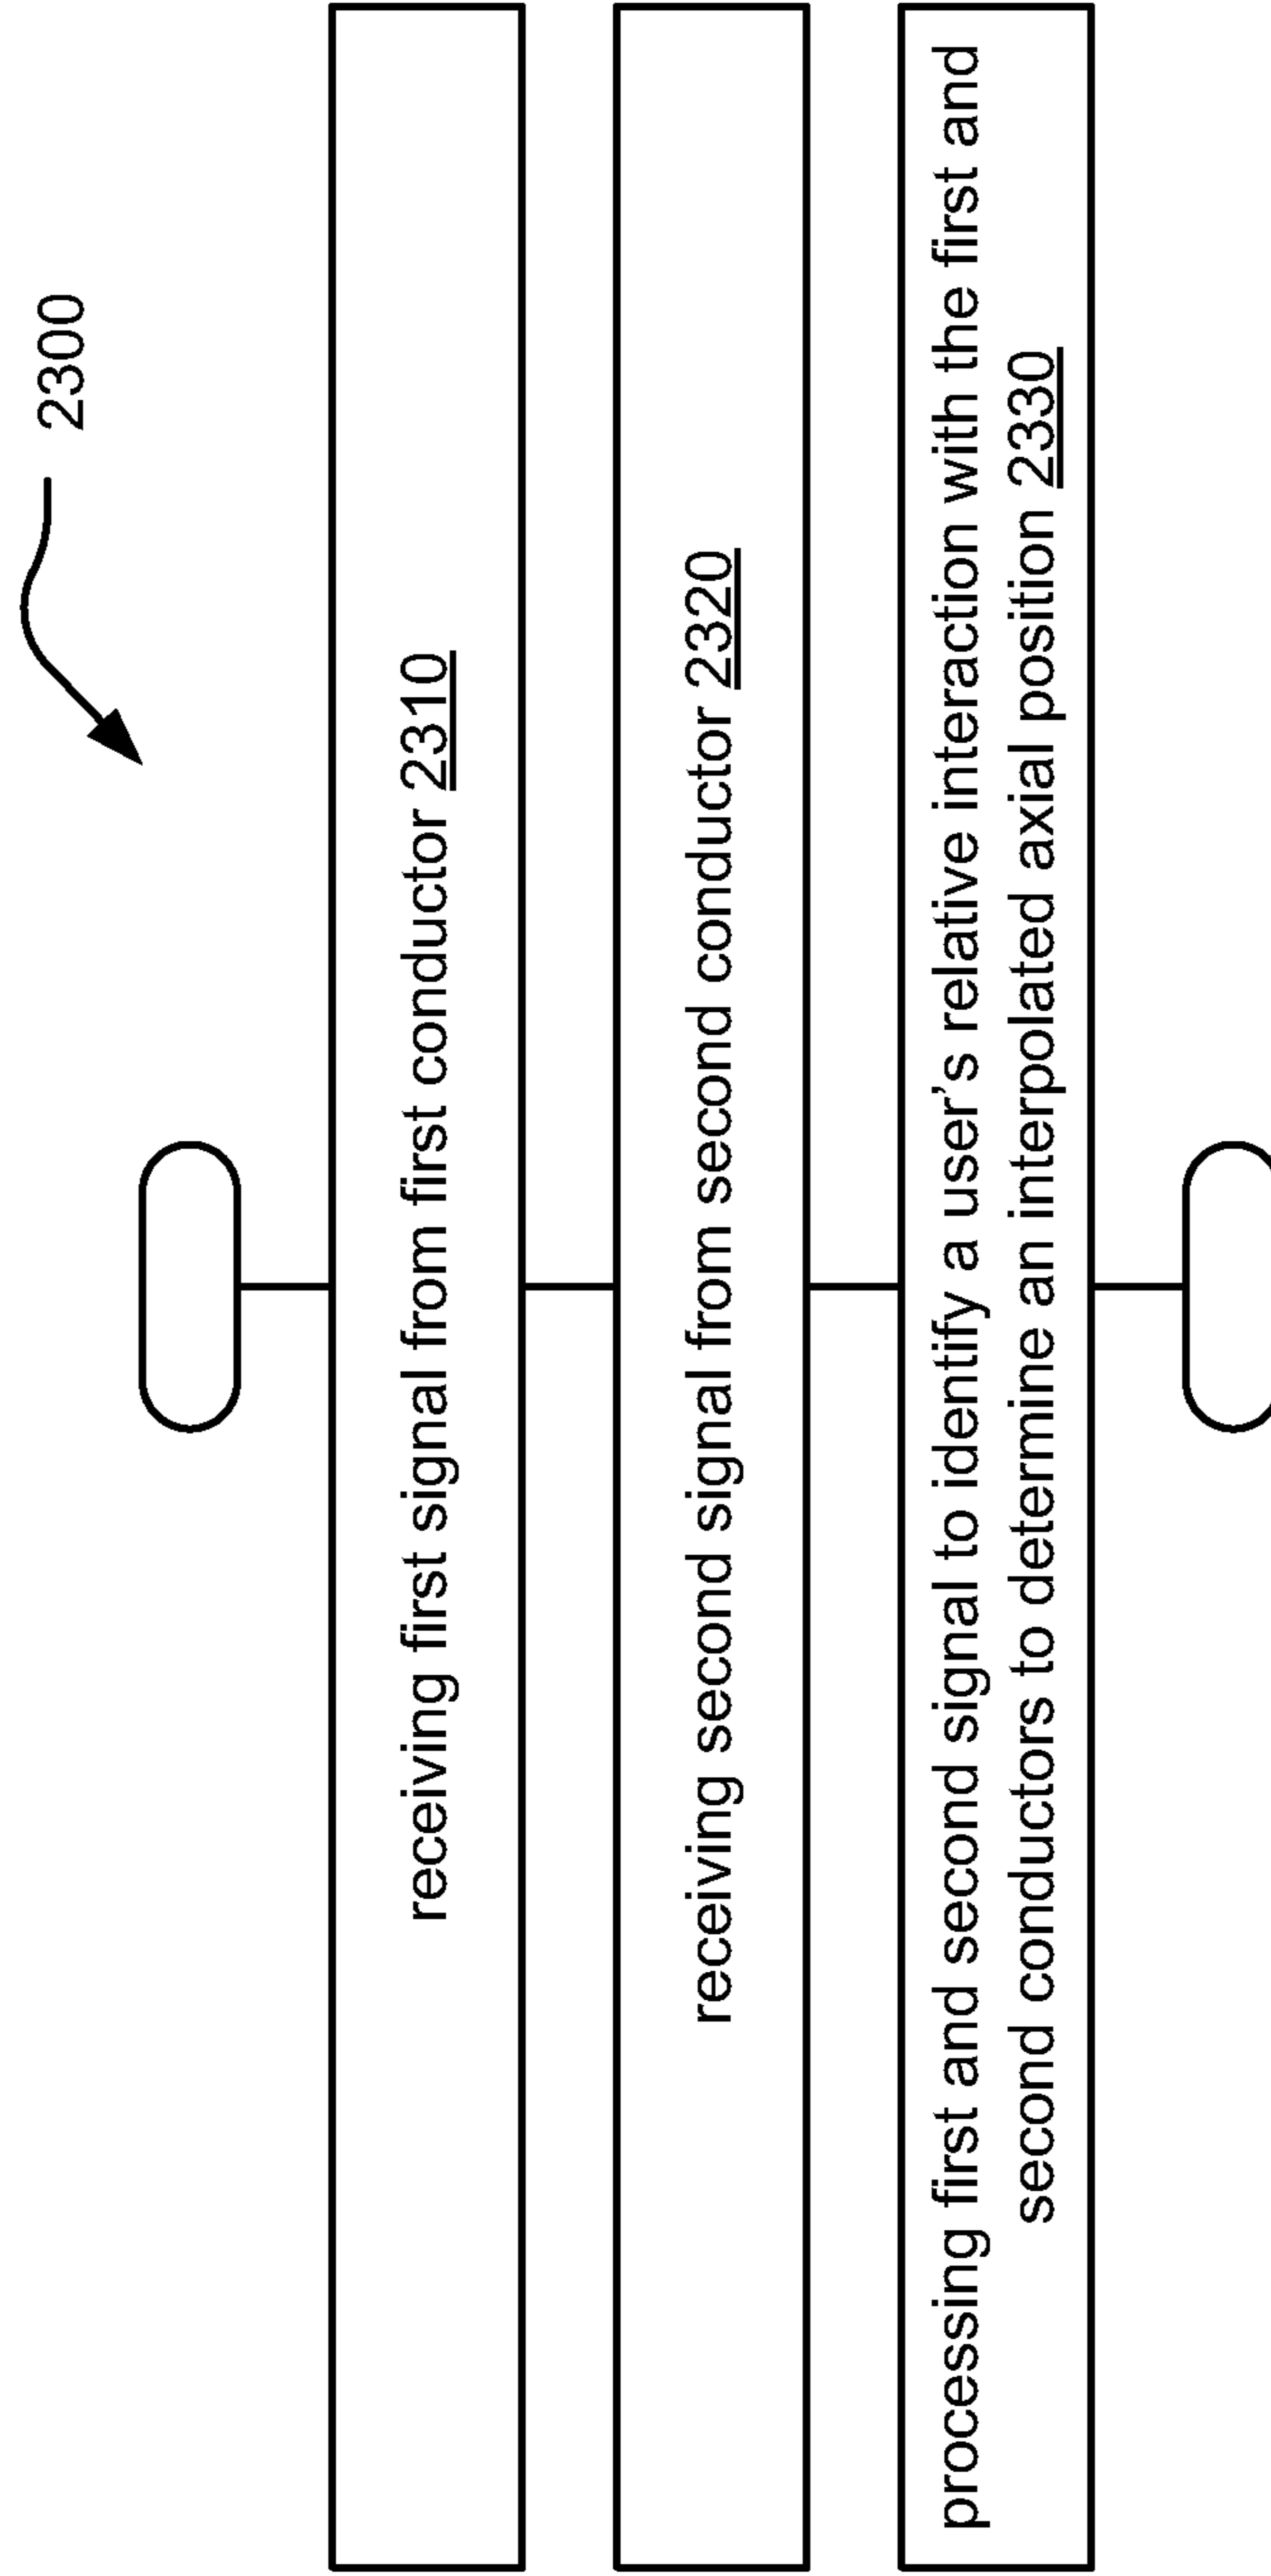 2300
receiving first signal from first conductor 2310
receiving second signal from second conductor 2320
processing first and second signal to identify a user’s relative interaction with the first and
second conductors to determine an interpolated axial position 2330